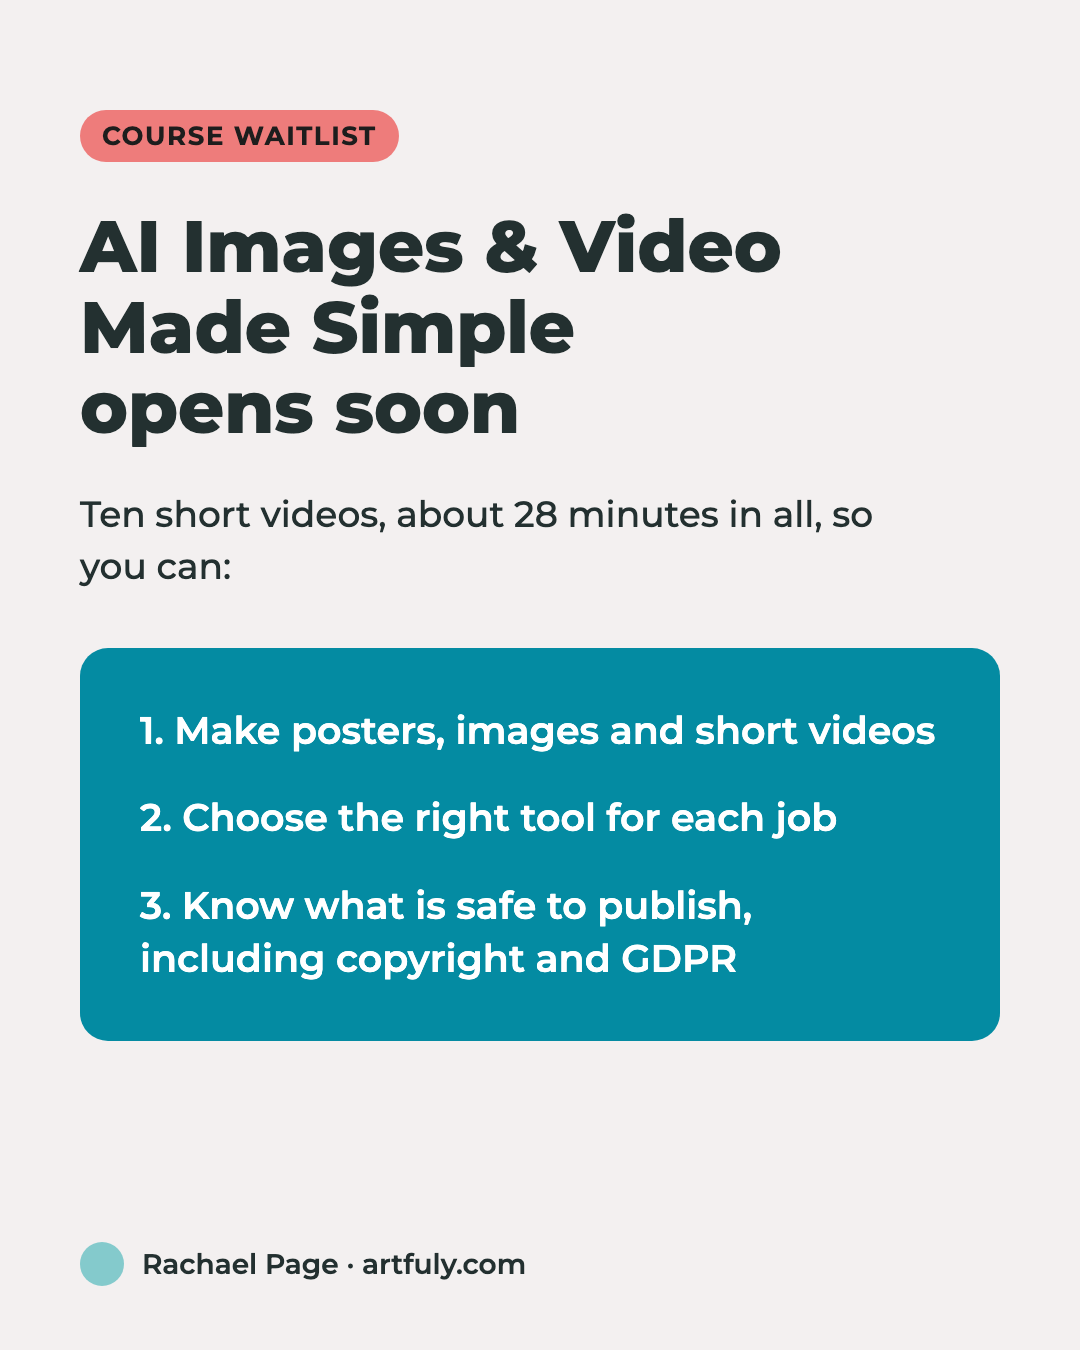 COURSE WAITLIST
AI Images & Video
Made Simple
opens soon
Ten short videos, about 28 minutes in all, so
you can:
1. Make posters, images and short videos
2. Choose the right tool for each job
3. Know what is safe to publish,
including copyright and GDPR
Rachael Page · artfuly.com